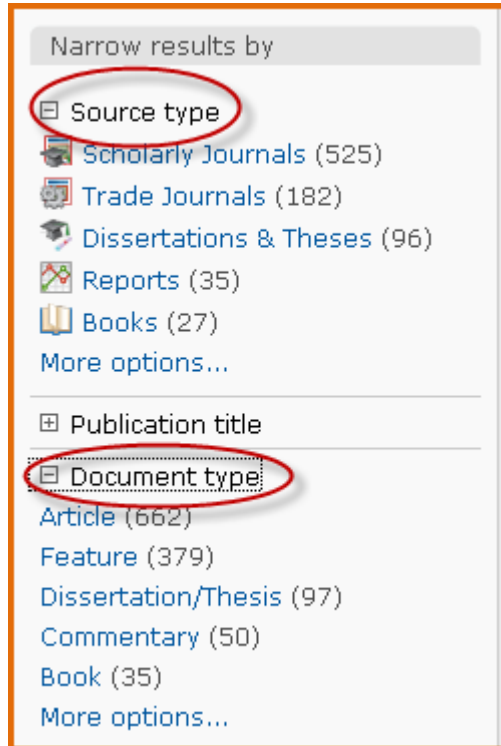 Narrow results by
Source type
Scholarly Journals (525)
Trade Journals (182)
Dissertations & Theses (96)
Reports (35)
Books (27)
More options...
Publication title
Document type
Article (662)
Feature (379)
Dissertation/Thesis (97)
Commentary (50)
Book (35)
More options...